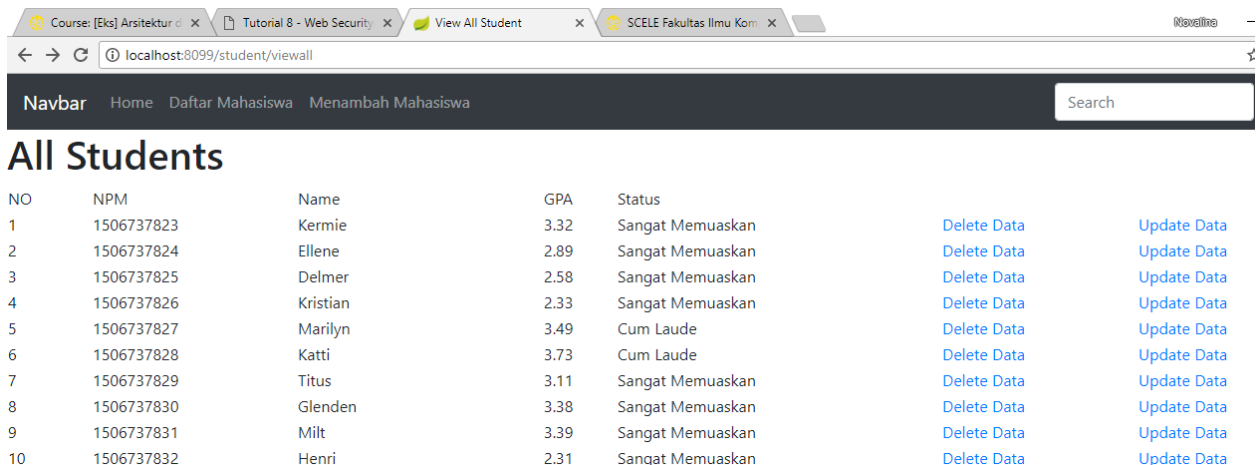 Course: [Eks] Arsitektur d Tutorial 8 - Web Security View All Student SCELE Fakultas Ilmu Kom Novalina
localhost:8099/student/viewall
Navbar Home Daftar Mahasiswa Menambah Mahasiswa Search
All Students
NO NPM Name GPA Status
1 1506737823 Kermie 3.32 Sangat Memuaskan Delete Data Update Data
2 1506737824 Ellene 2.89 Sangat Memuaskan Delete Data Update Data
3 1506737825 Delmer 2.58 Sangat Memuaskan Delete Data Update Data
4 1506737826 Kristian 2.33 Sangat Memuaskan Delete Data Update Data
5 1506737827 Marilyn 3.49 Cum Laude Delete Data Update Data
6 1506737828 Katti 3.73 Cum Laude Delete Data Update Data
7 1506737829 Titus 3.11 Sangat Memuaskan Delete Data Update Data
8 1506737830 Glenden 3.38 Sangat Memuaskan Delete Data Update Data
9 1506737831 Milt 3.39 Sangat Memuaskan Delete Data Update Data
10 1506737832 Henri 2.31 Sangat Memuaskan Delete Data Update Data